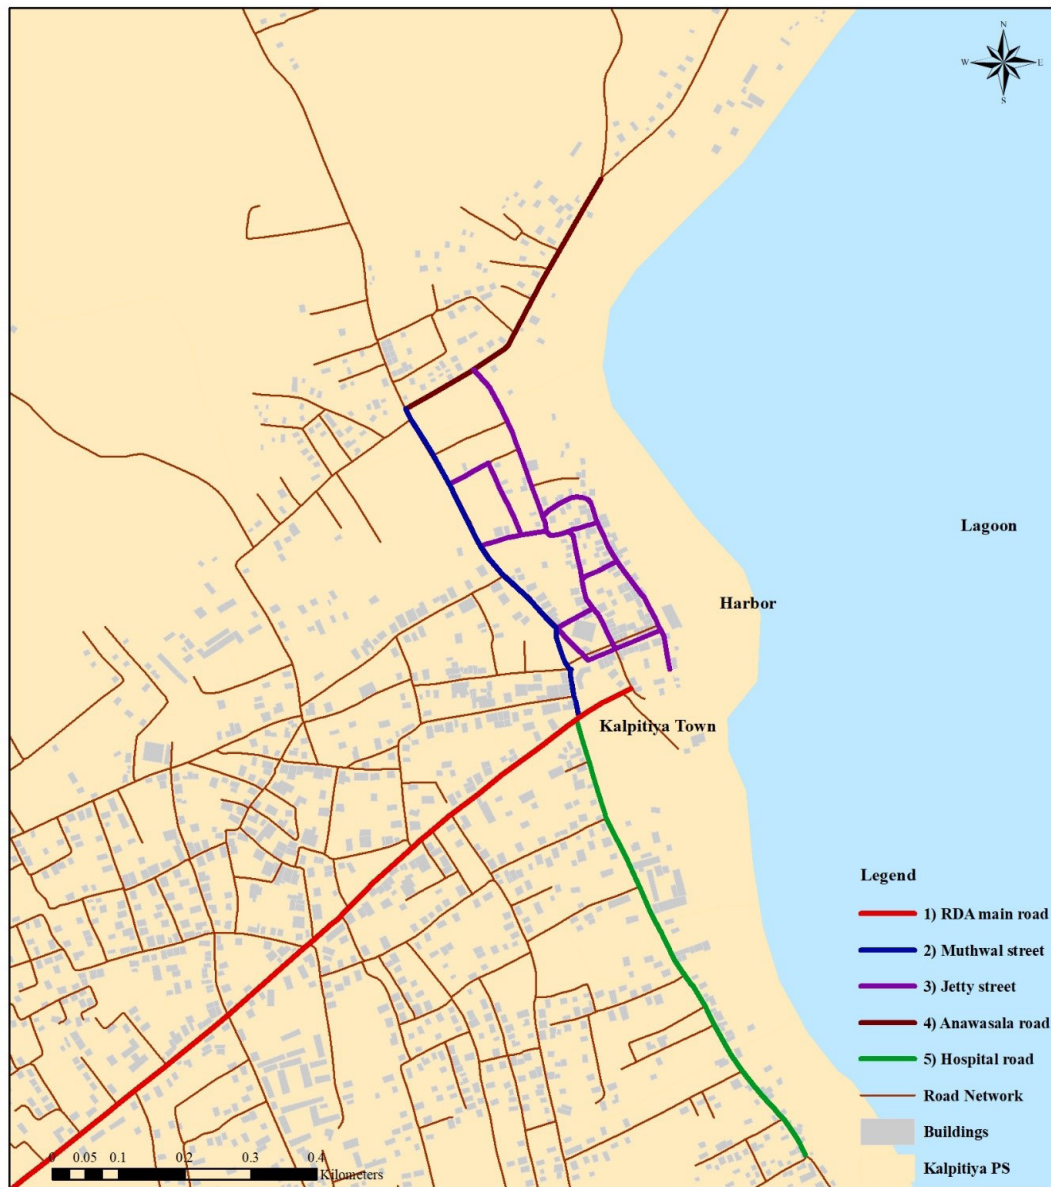 N
W E
S
Lagoon
Harbor
Kalpitiya Town
Legend
1) RDA main road
2) Muthwal street
3) Jetty street
4) Anawasala road
5) Hospital road
Road Network
Buildings
Kalpitiya PS
0 0.05 0.1 0.2 0.3 0.4
Kilometers